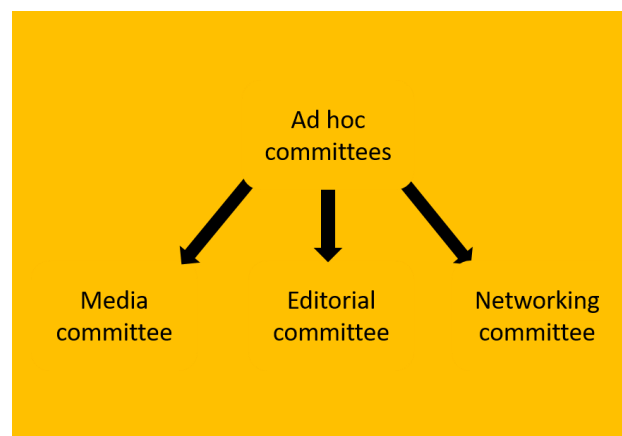 Ad hoc
committees
Media
committee
Editorial
committee
Networking
committee